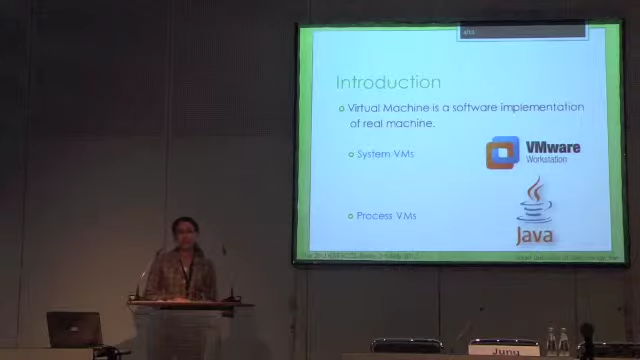 Introduction
Virtual Machine is a software implementation
of real machine.
System VMs
VMware
Workstation
Process VMs
Java